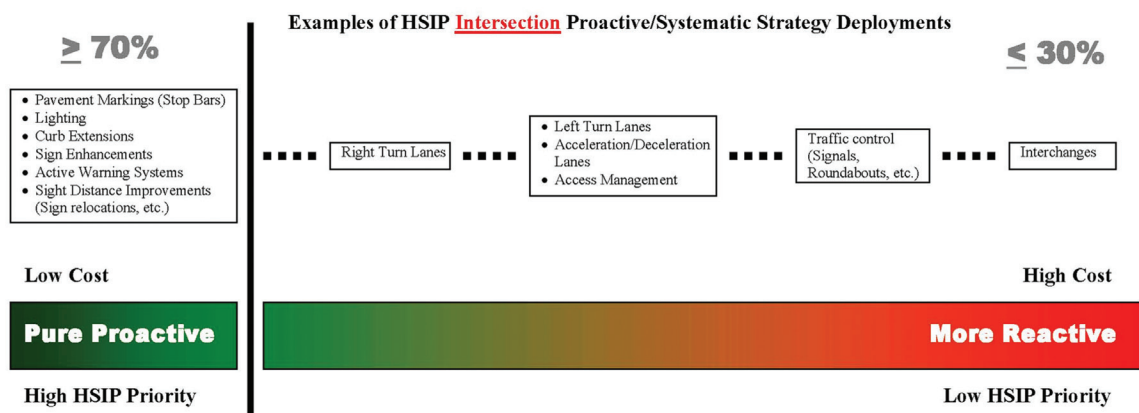 Examples of HSIP Intersection Proactive/Systematic Strategy Deployments
≥ 70%
≤ 30%
• Pavement Markings (Stop Bars)
• Lighting
• Curb Extensions
• Sign Enhancements
• Active Warning Systems
• Sight Distance Improvements
(Sign relocations, etc.)
Right Turn Lanes
• Left Turn Lanes
• Acceleration/Deceleration
Lanes
• Access Management
Traffic control
(Signals,
Roundabouts, etc.)
Interchanges
Low Cost
High Cost
Pure Proactive
More Reactive
High HSIP Priority
Low HSIP Priority